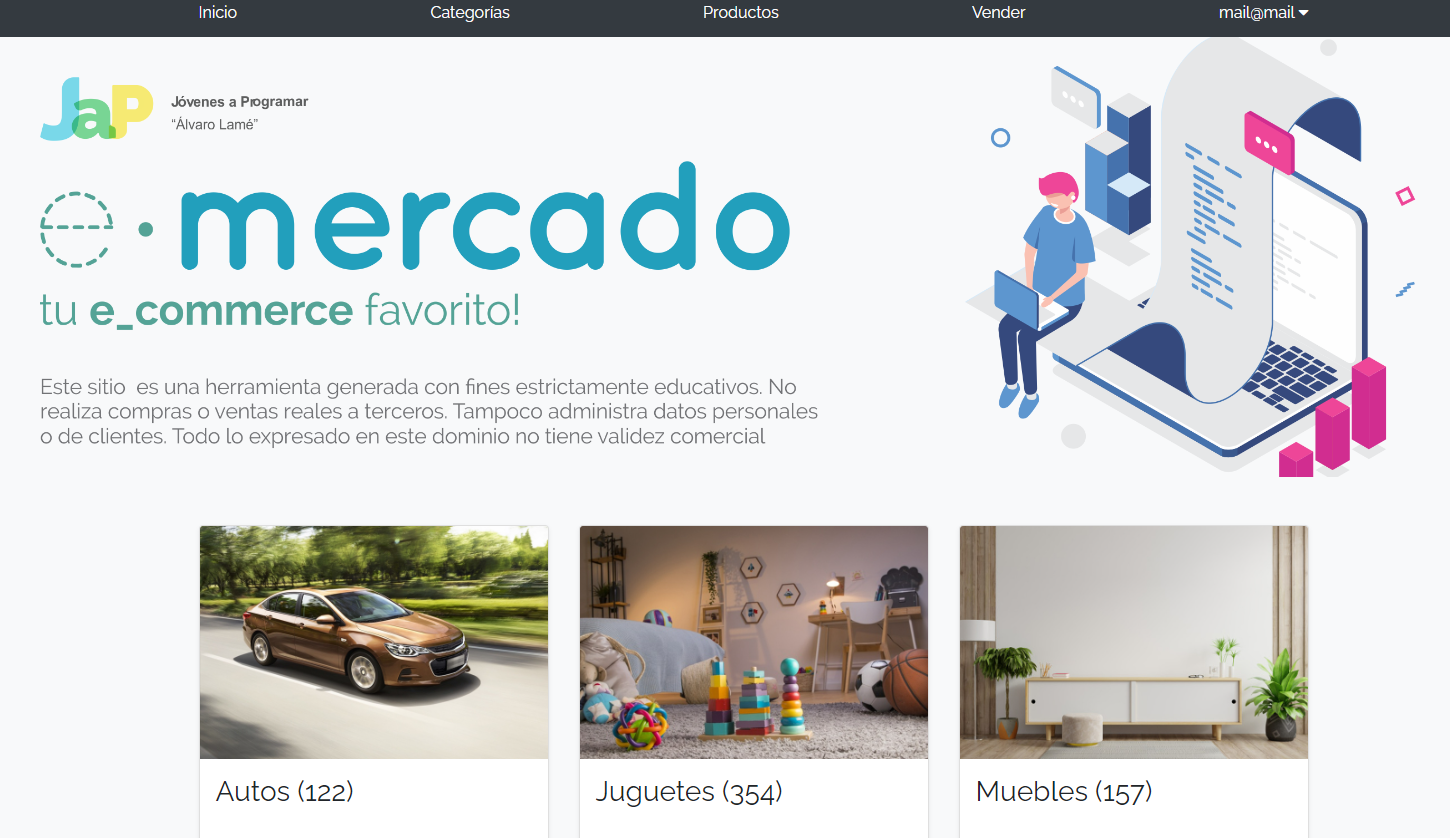 Inicio
Categorías
Productos
Vender
mail@mail
JaP
Jóvenes a Programar
“Álvaro Lamé”
e · mercado
tu e_commerce favorito!
Este sitio es una herramienta generada con fines estrictamente educativos. No
realiza compras o ventas reales a terceros. Tampoco administra datos personales
o de clientes. Todo lo expresado en este dominio no tiene validez comercial
Autos (122)
Juguetes (354)
Muebles (157)